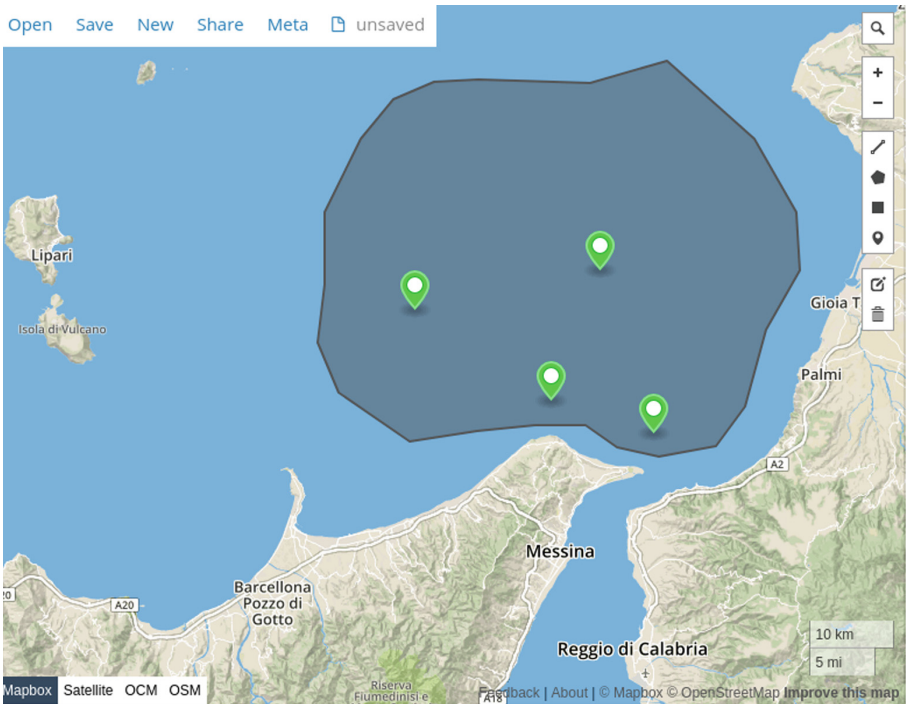 Open Save New Share Meta unsaved
+
−
Lipari
Isola di Vulcano
Gioia T
Palmi
A2
Messina
Barcellona
Pozzo di
Gotto
20
A20
10 km
Reggio di Calabria
5 mi
Riserva
Fiumedinisi e
A18
Mapbox Satellite OCM OSM
Feedback | About | © Mapbox © OpenStreetMap Improve this map